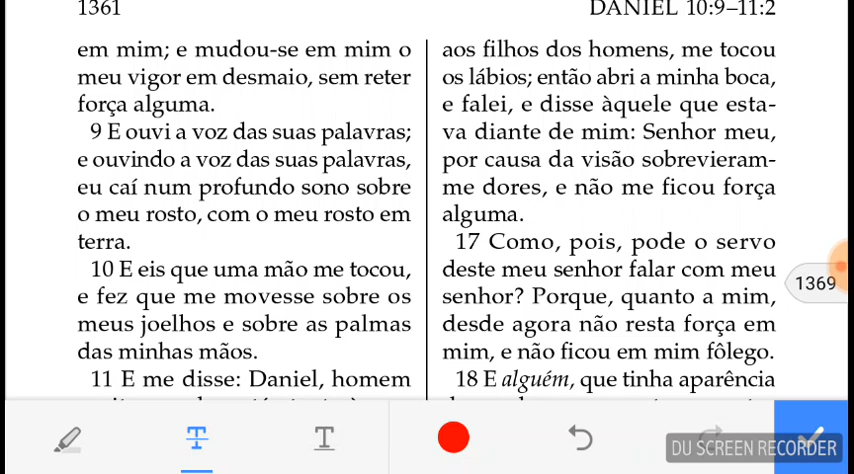 1361
DANIEL 10:9–11:2
em mim; e mudou-se em mim o
meu vigor em desmaio, sem reter
força alguma.
9 E ouvi a voz das suas palavras;
e ouvindo a voz das suas palavras,
eu caí num profundo sono sobre
o meu rosto, com o meu rosto em
terra.
10 E eis que uma mão me tocou,
e fez que me movesse sobre os
meus joelhos e sobre as palmas
das minhas mãos.
11 E me disse: Daniel, homem
aos filhos dos homens, me tocou
os lábios; então abri a minha boca,
e falei, e disse àquele que esta-
va diante de mim: Senhor meu,
por causa da visão sobrevieram-
me dores, e não me ficou força
alguma.
17 Como, pois, pode o servo
deste meu senhor falar com meu
senhor? Porque, quanto a mim,
desde agora não resta força em
mim, e não ficou em mim fôlego.
18 E alguém, que tinha aparência
1369
T
T
DU SCREEN RECORDER